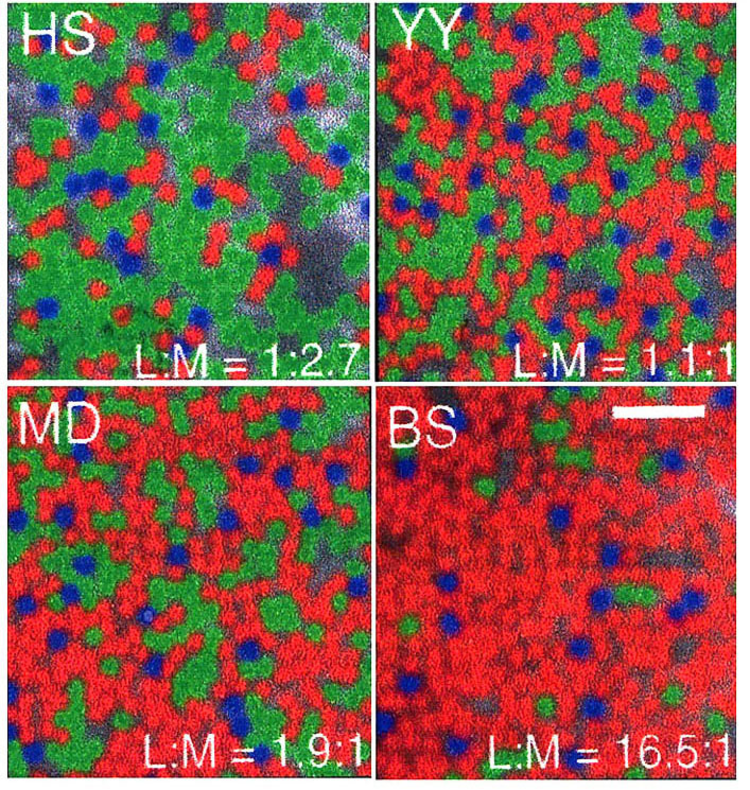 HS
L:M = 1:2.7
YY
L:M = 1.1:1
MD
L:M = 1.9:1
BS
L:M = 16.5:1